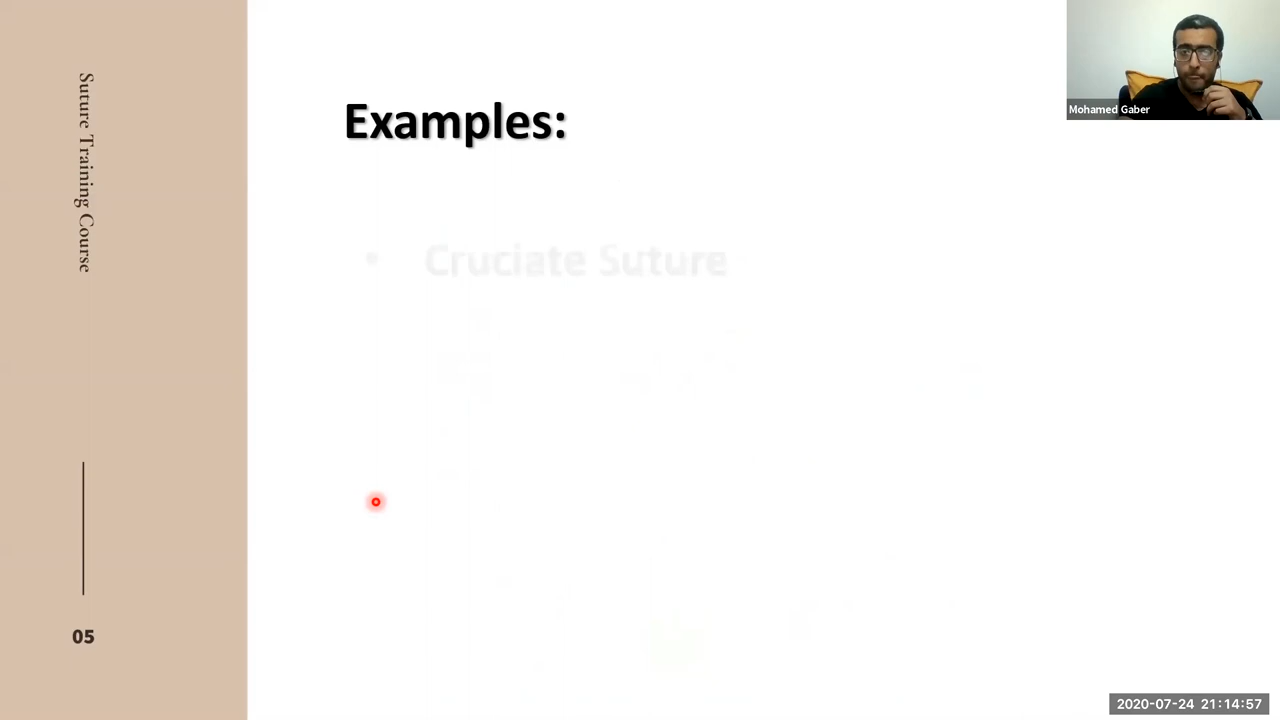 Suture Training Course
Examples:
• Cruciate Suture
05
Mohamed Gaber
2020-07-24 21:14:57